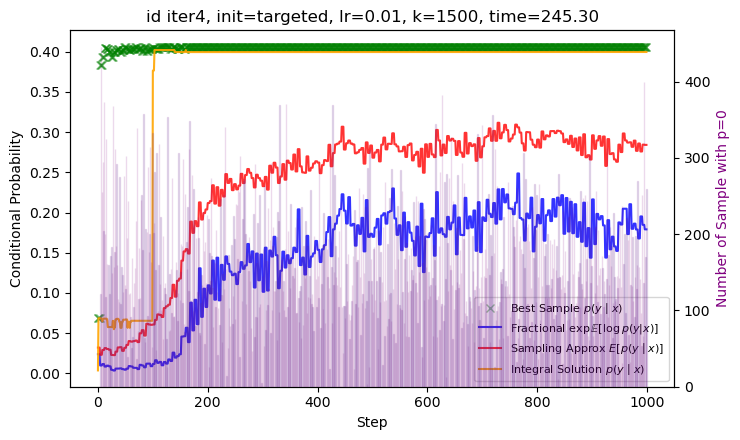 id iter4, init=targeted, lr=0.01, k=1500, time=245.30
Conditional Probability
0.40
0.35
0.30
0.25
0.20
0.15
0.10
0.05
0.00
0
200
400
600
800
1000
Step
400
300
200
100
0
Number of Sample with p=0
Best Sample p(y | x)
Fractional exp𝔼[log p(y|x)]
Sampling Approx E[p(y | x)]
Integral Solution p(y | x)